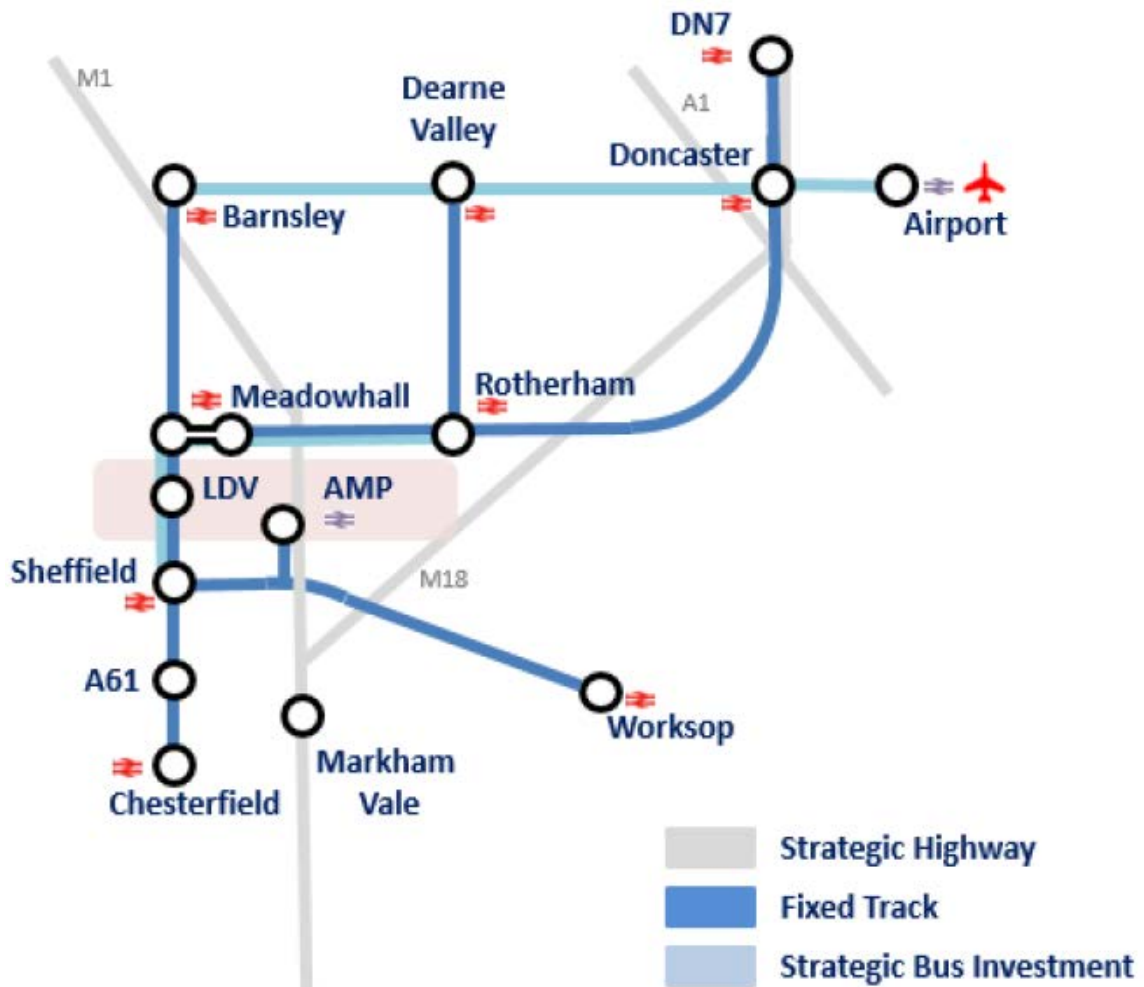 DN7
M1
Dearne
Valley
A1
Doncaster
Barnsley
Airport
Meadowhall
Rotherham
LDV
AMP
Sheffield
M18
A61
Worksop
Markham
Vale
Chesterfield
Strategic Highway
Fixed Track
Strategic Bus Investment